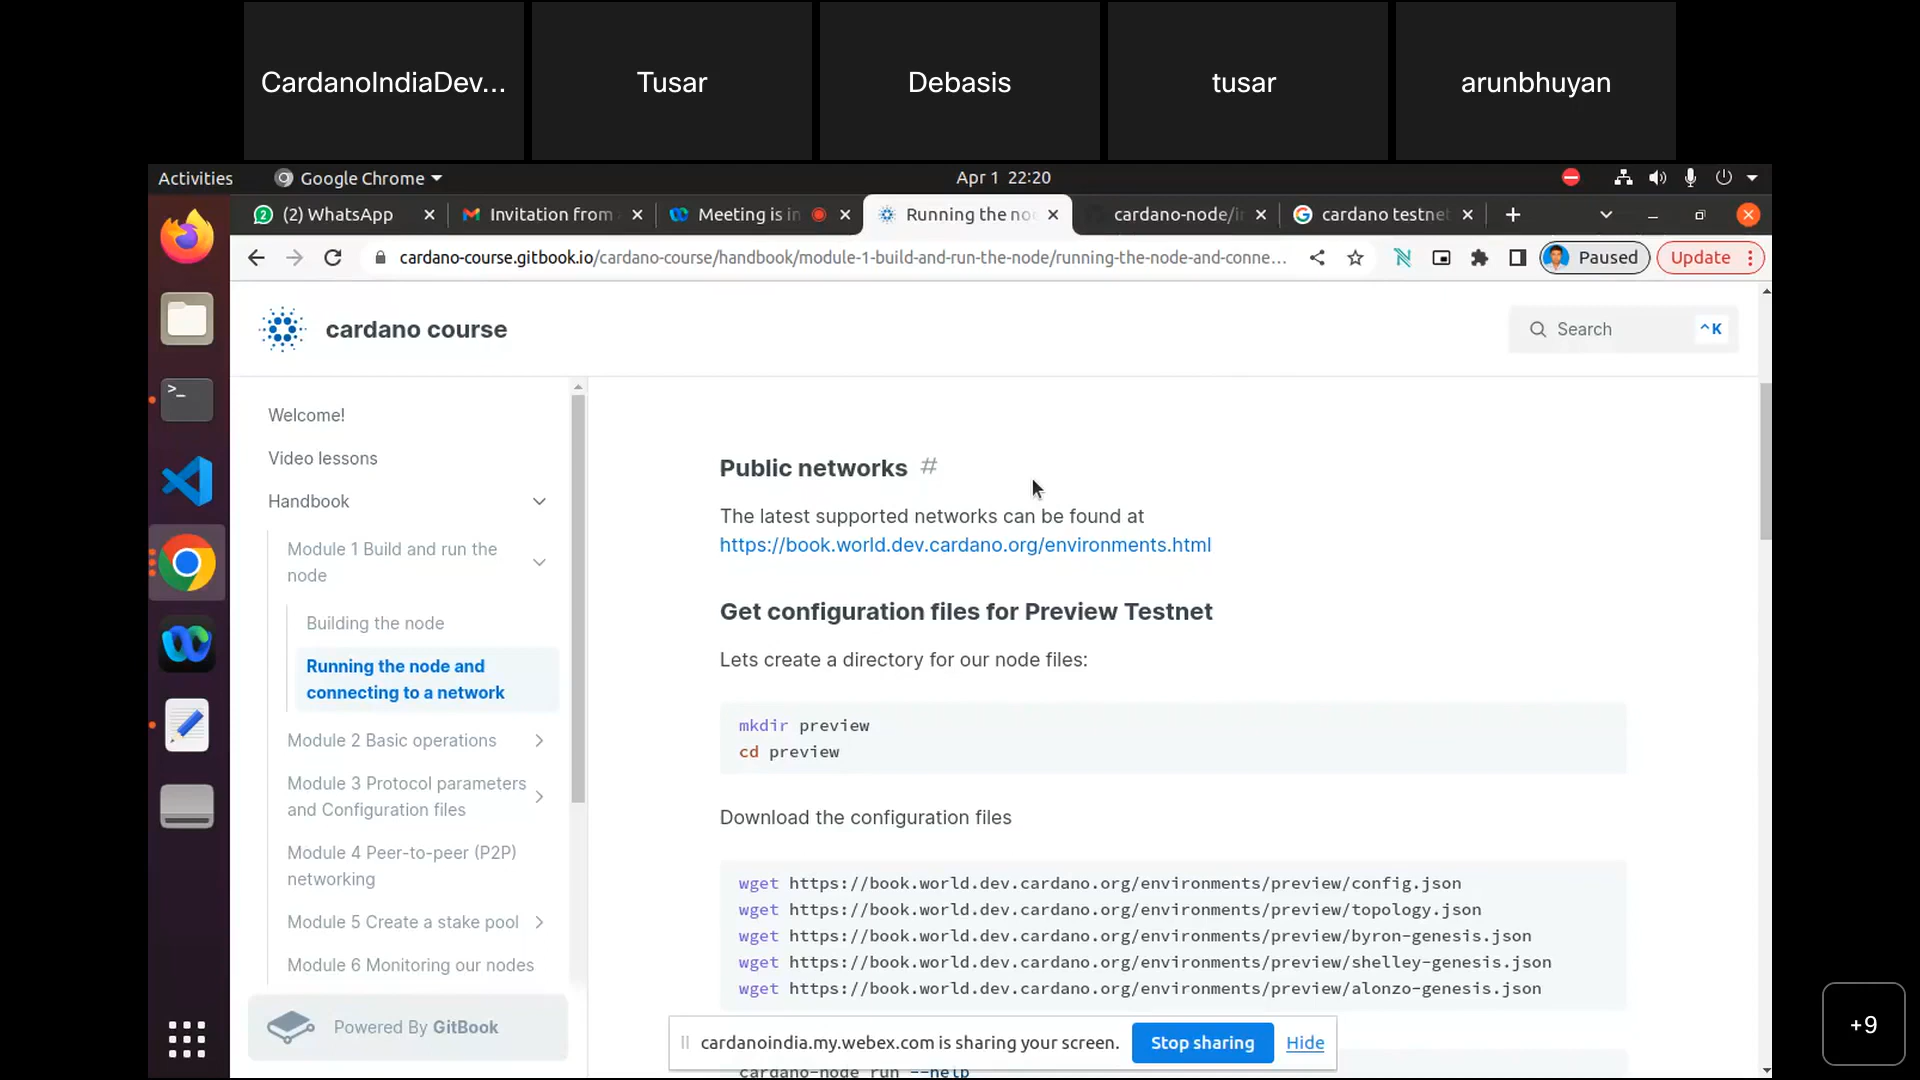 CardanoIndiaDev...
Tusar
Debasis
tusar
arunbhuyan
Activities
Google Chrome
Apr 1 22:20
(2) WhatsApp
Invitation from
Meeting is in
Running the no
cardano-node/i
cardano testnet
cardano-course.gitbook.io/cardano-course/handbook/module-1-build-and-run-the-node/running-the-node-and-conne...
Paused
Update
cardano course
Search
^K
Welcome!
Video lessons
Handbook
Module 1 Build and run the
node
Building the node
Running the node and
connecting to a network
Module 2 Basic operations
Module 3 Protocol parameters
and Configuration files
Module 4 Peer-to-peer (P2P)
networking
Module 5 Create a stake pool
Module 6 Monitoring our nodes
Powered By GitBook
Public networks #
The latest supported networks can be found at
https://book.world.dev.cardano.org/environments.html
Get configuration files for Preview Testnet
Lets create a directory for our node files:
mkdir preview
cd preview
Download the configuration files
wget https://book.world.dev.cardano.org/environments/preview/config.json
wget https://book.world.dev.cardano.org/environments/preview/topology.json
wget https://book.world.dev.cardano.org/environments/preview/byron-genesis.json
wget https://book.world.dev.cardano.org/environments/preview/shelley-genesis.json
wget https://book.world.dev.cardano.org/environments/preview/alonzo-genesis.json
cardanoindia.my.webex.com is sharing your screen.
Stop sharing
Hide
cardano-node run --help
+9